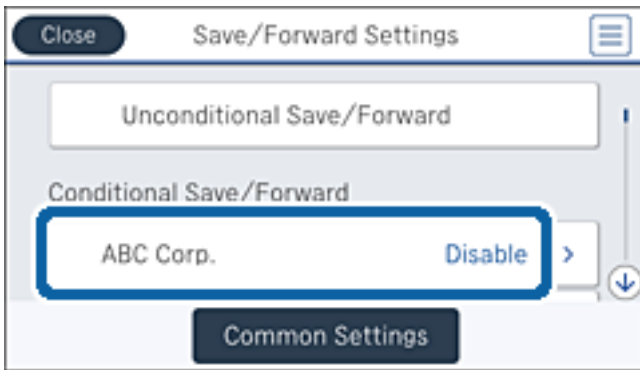 Close Save/Forward Settings
Unconditional Save/Forward
Conditional Save/Forward
ABC Corp. Disable >
Common Settings